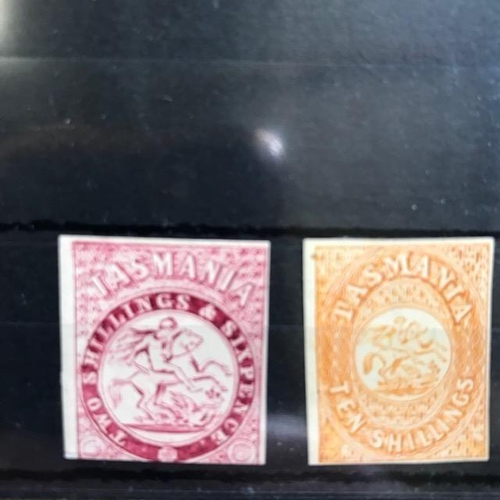 TASMANIA
TWO SHILLINGS & SIXPENCE.
TASMANIA
TEN SHILLINGS